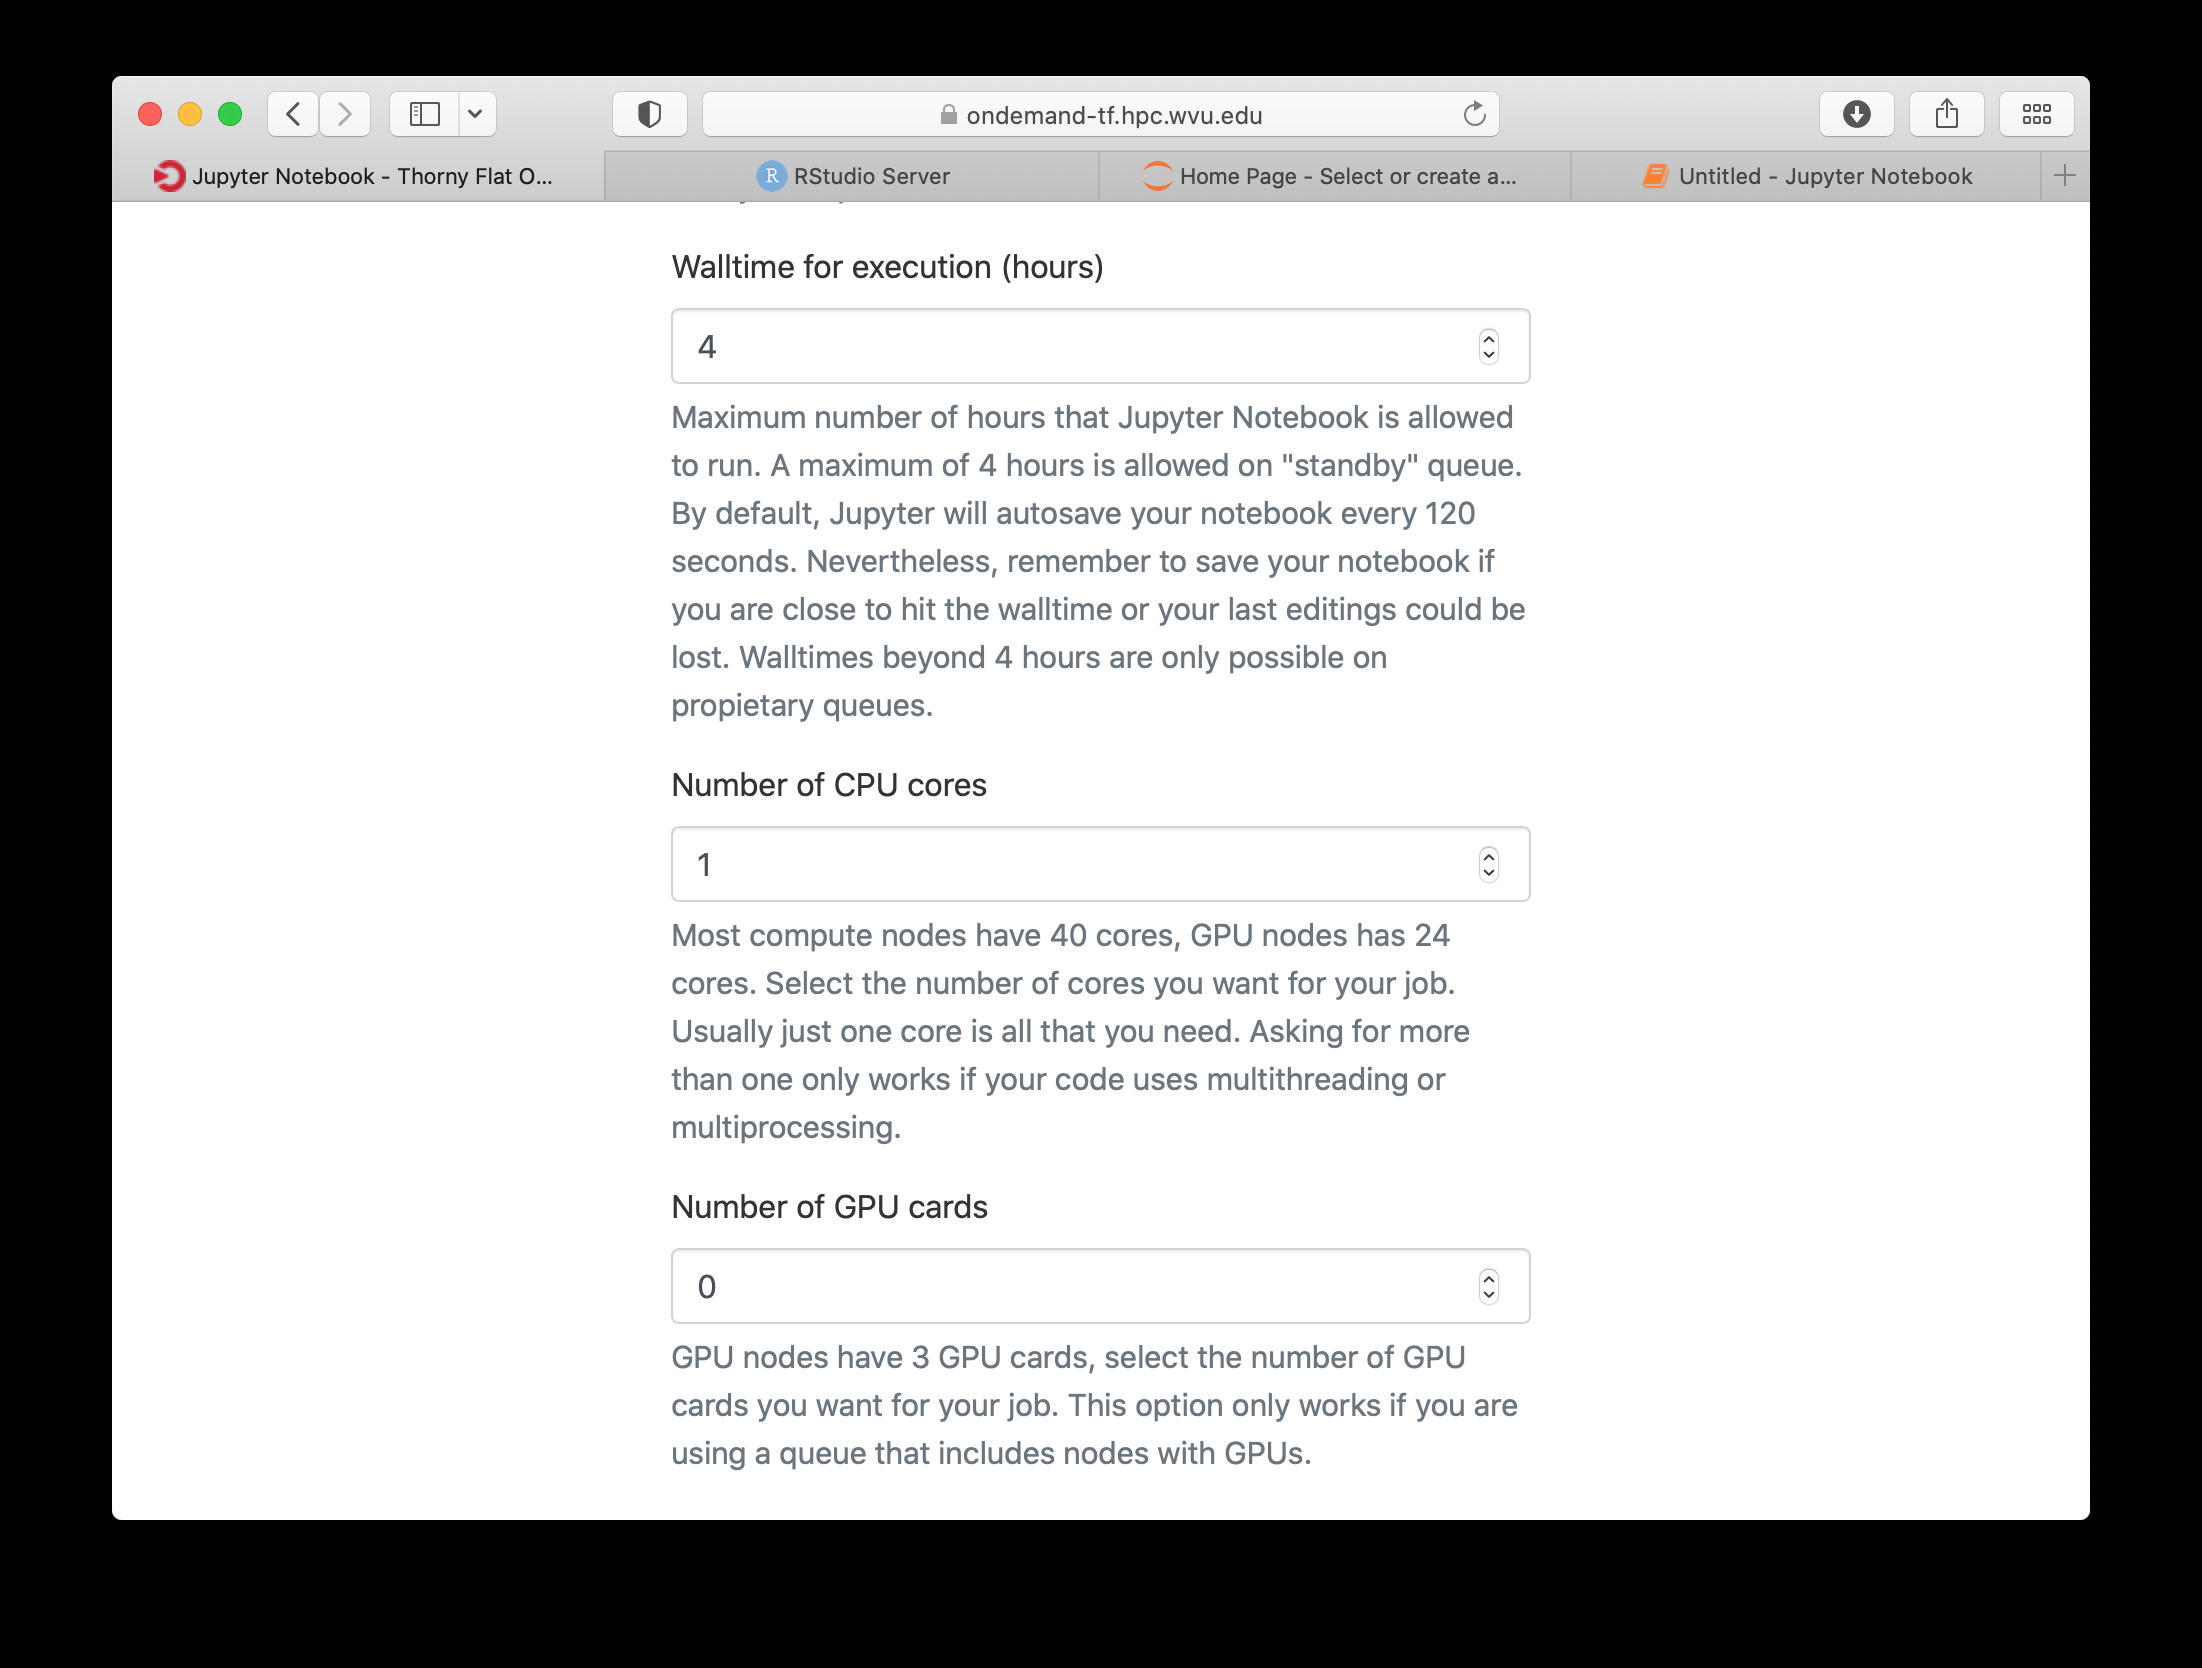 ondemand-tf.hpc.wvu.edu
Jupyter Notebook - Thorny Flat O...
R RStudio Server
Home Page - Select or create a...
Untitled - Jupyter Notebook
Walltime for execution (hours)
4
Maximum number of hours that Jupyter Notebook is allowed
to run. A maximum of 4 hours is allowed on "standby" queue.
By default, Jupyter will autosave your notebook every 120
seconds. Nevertheless, remember to save your notebook if
you are close to hit the walltime or your last editings could be
lost. Walltimes beyond 4 hours are only possible on
propietary queues.
Number of CPU cores
1
Most compute nodes have 40 cores, GPU nodes has 24
cores. Select the number of cores you want for your job.
Usually just one core is all that you need. Asking for more
than one only works if your code uses multithreading or
multiprocessing.
Number of GPU cards
0
GPU nodes have 3 GPU cards, select the number of GPU
cards you want for your job. This option only works if you are
using a queue that includes nodes with GPUs.